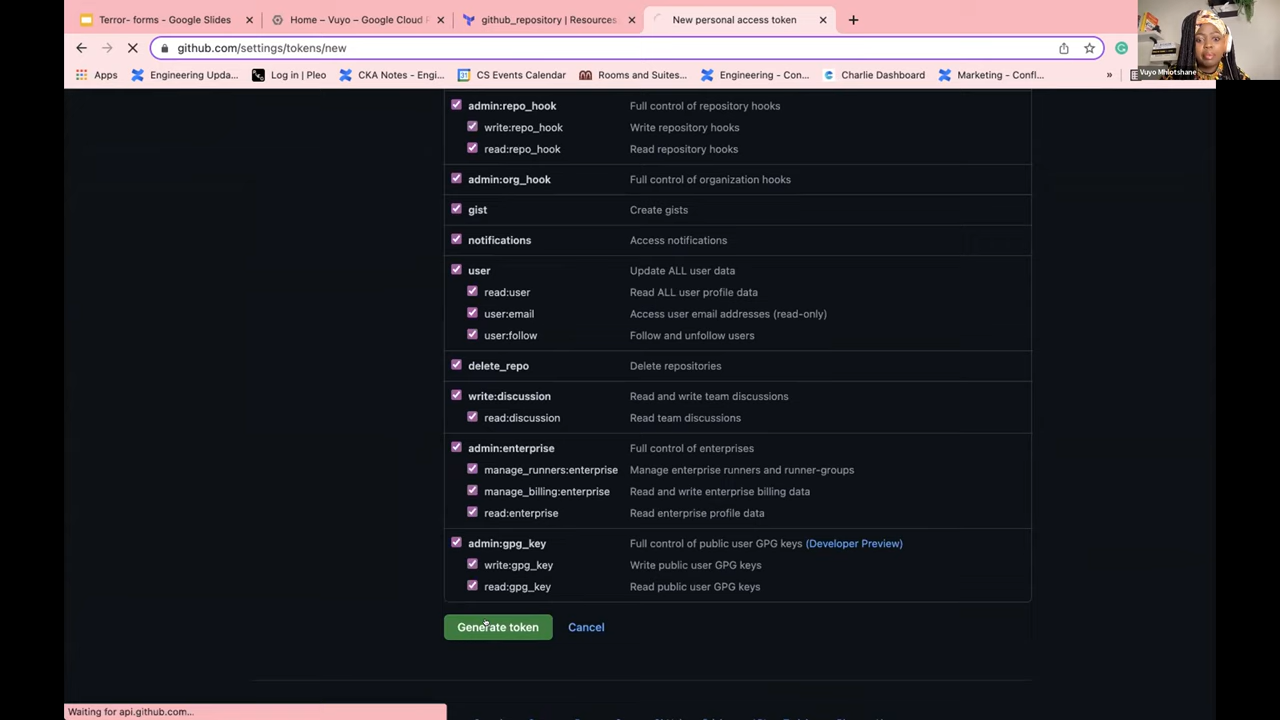 Terror- forms - Google Slides
Home – Vuyo – Google Cloud P
github_repository | Resources
New personal access token
github.com/settings/tokens/new
Apps
Engineering Upda...
Log in | Pleo
CKA Notes - Engi...
CS Events Calendar
Rooms and Suites...
Engineering - Con...
Charlie Dashboard
Marketing – Confl...
»
Vuyo Mhlotshane
admin:repo_hook Full control of repository hooks
write:repo_hook Write repository hooks
read:repo_hook Read repository hooks
admin:org_hook Full control of organization hooks
gist Create gists
notifications Access notifications
user Update ALL user data
read:user Read ALL user profile data
user:email Access user email addresses (read-only)
user:follow Follow and unfollow users
delete_repo Delete repositories
write:discussion Read and write team discussions
read:discussion Read team discussions
admin:enterprise Full control of enterprises
manage_runners:enterprise Manage enterprise runners and runner-groups
manage_billing:enterprise Read and write enterprise billing data
read:enterprise Read enterprise profile data
admin:gpg_key Full control of public user GPG keys (Developer Preview)
write:gpg_key Write public user GPG keys
read:gpg_key Read public user GPG keys
Generate token Cancel
Waiting for api.github.com...